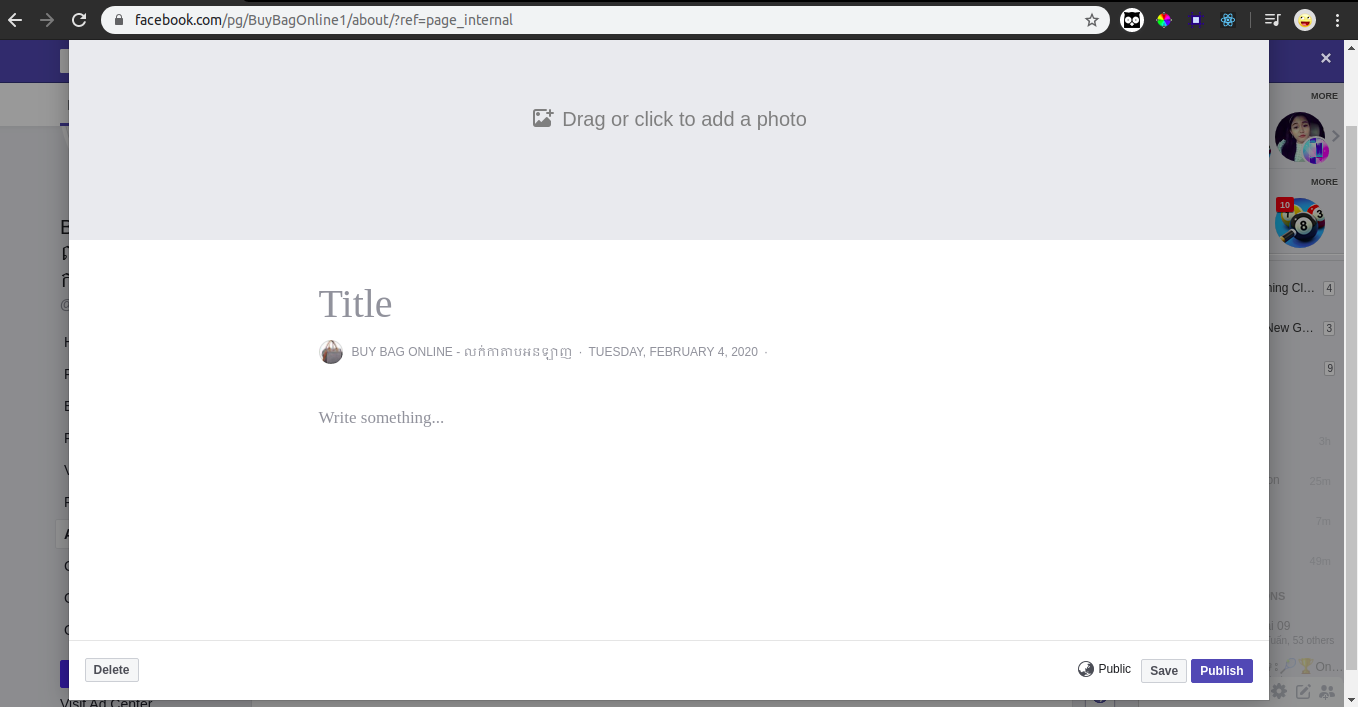 facebook.com/pg/BuyBagOnline1/about/?ref=page_internal
Drag or click to add a photo
MORE
MORE
10
8
3
Title
ning Cl... 4
BUY BAG ONLINE - លក់កាតាបអនឡាញ · TUESDAY, FEBRUARY 4, 2020 ·
New G... 3
9
Write something...
3h
on 25m
7m
49m
NS
09
53 others
On...
Delete
Public
Save
Publish
Visit Ad Center